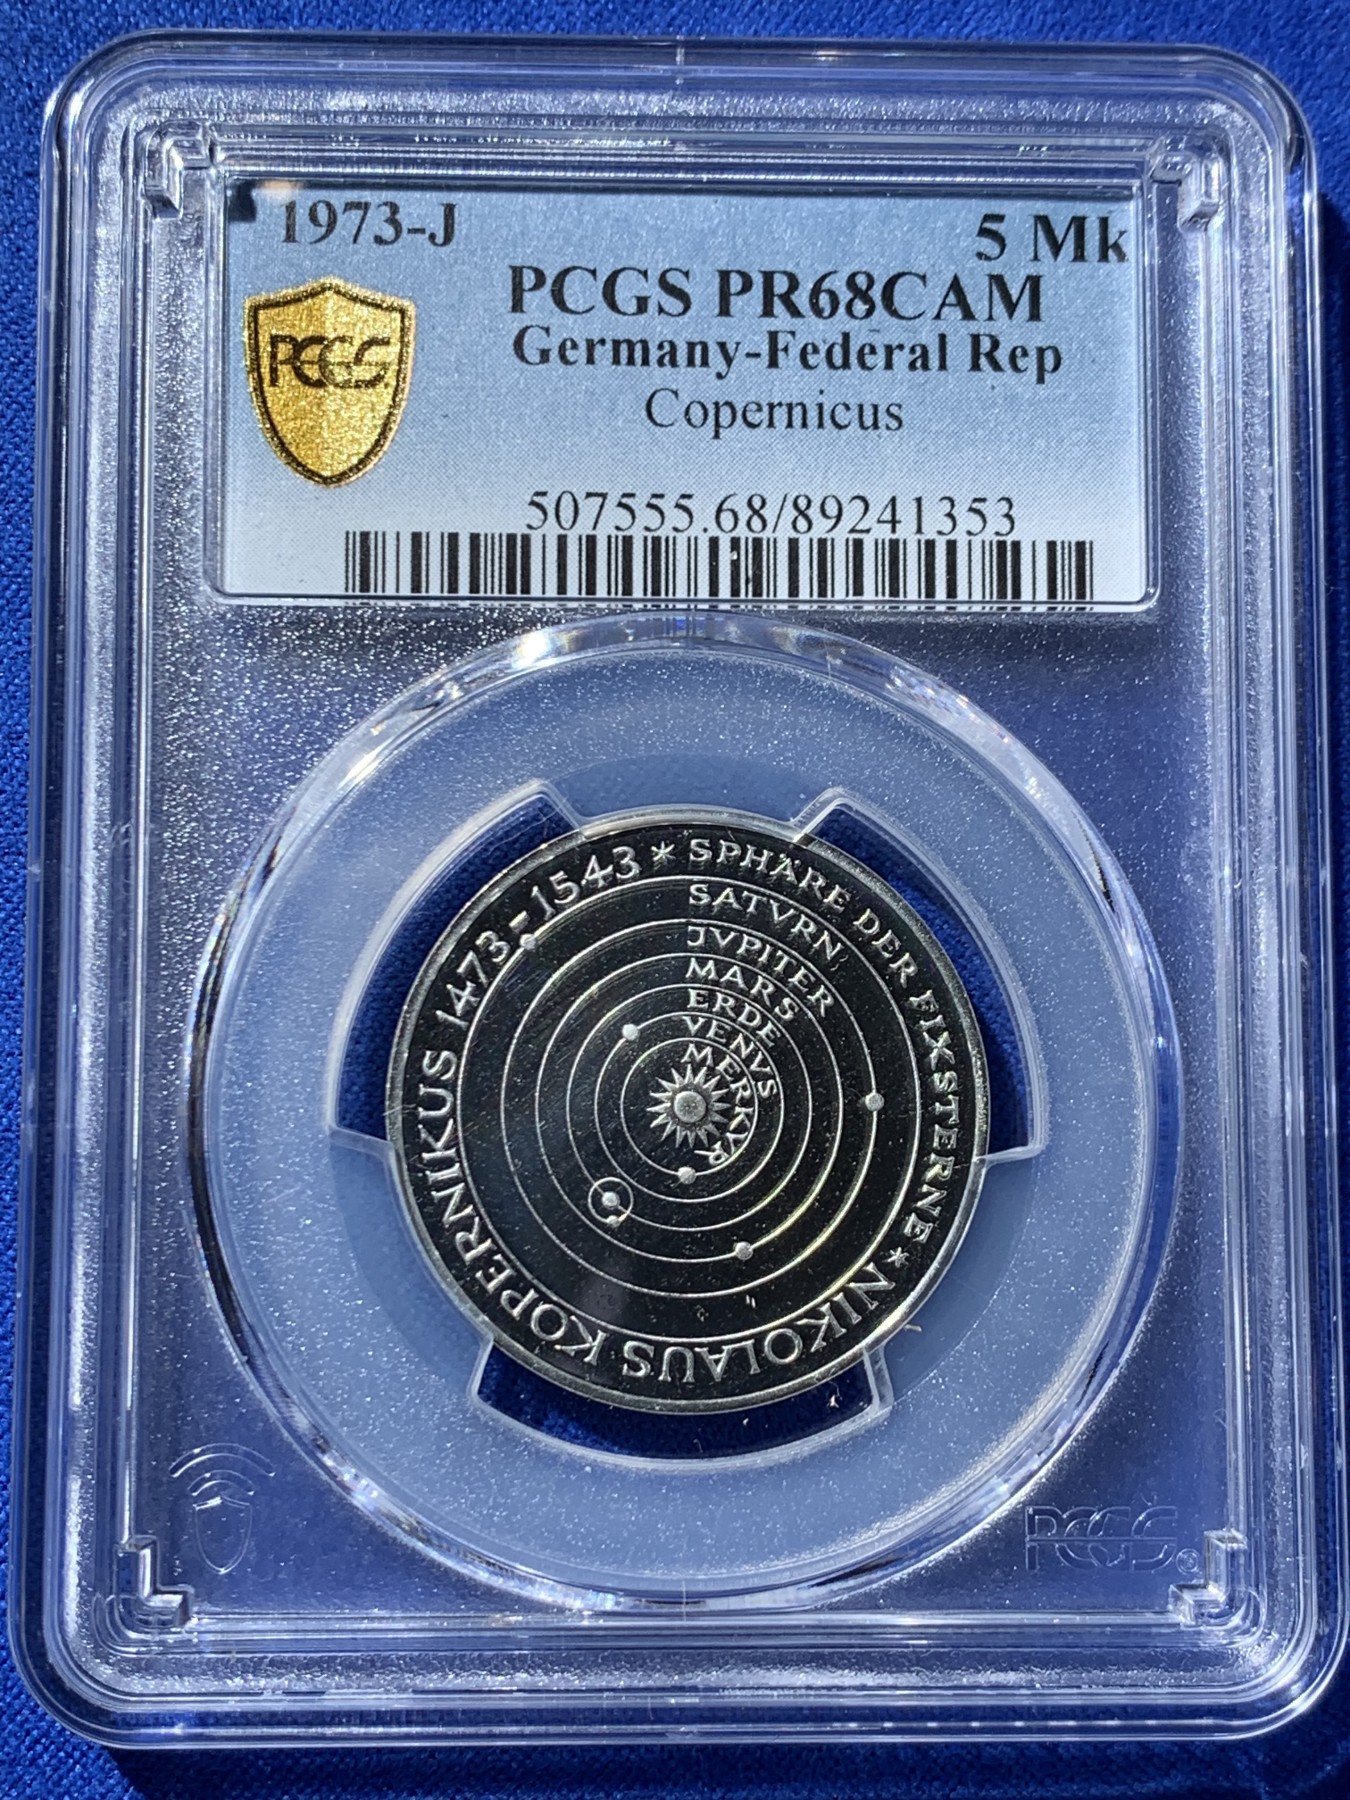 1973-J
5 Mk
PCGS PR68CAM
Germany-Federal Rep
Copernicus
PCGS
507555.68/89241353
NIKOLAUS KOPERNIKUS 1473-1543 * SPHÄRE DER FIXSTERNE *
SATVRN
JVPITER
MARS
ERDE
VENVS
MERKVR
PCGS